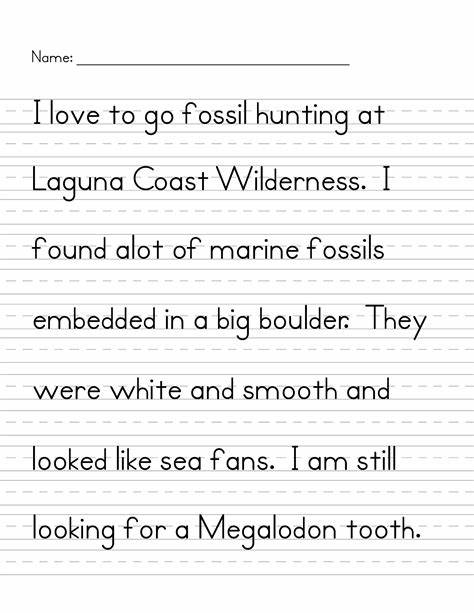 Name:
I love to go fossil hunting at
Laguna Coast Wilderness. I
found alot of marine fossils
embedded in a big boulder. They
were white and smooth and
looked like sea fans. I am still
looking for a Megalodon tooth.